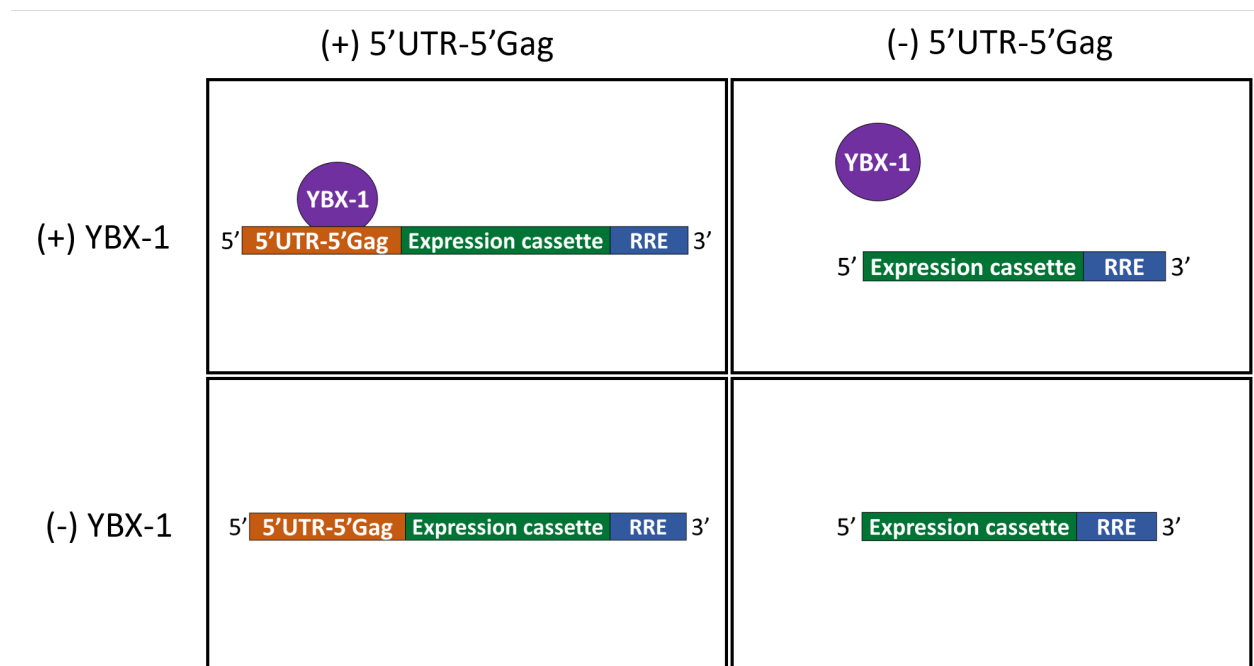 (+) 5’UTR-5’Gag
(-) 5’UTR-5’Gag
(+) YBX-1
YBX-1
5’ 5’UTR-5’Gag Expression cassette RRE 3’
YBX-1
5’ Expression cassette RRE 3’
(-) YBX-1
5’ 5’UTR-5’Gag Expression cassette RRE 3’
5’ Expression cassette RRE 3’